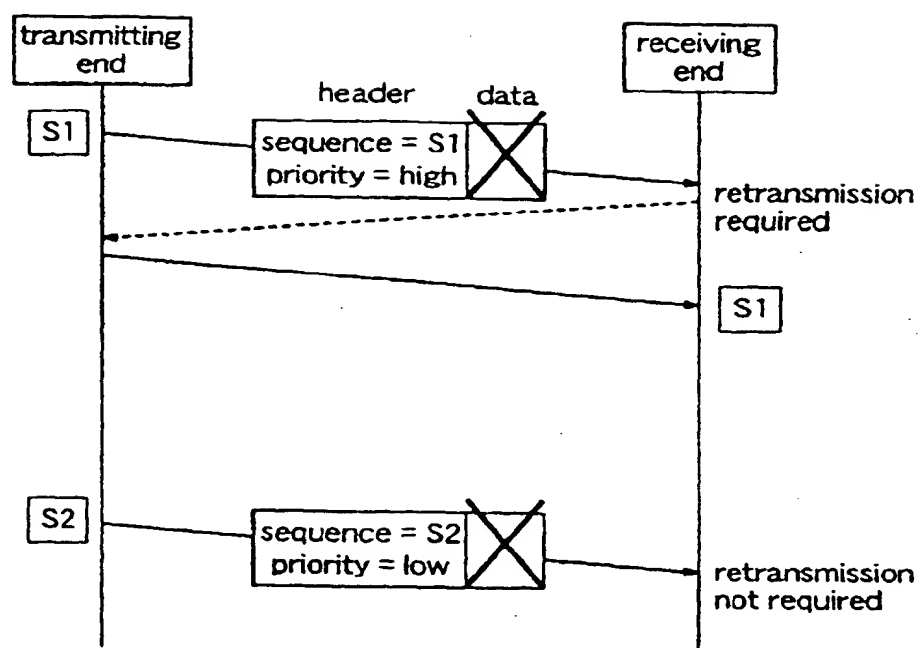 transmitting
end
receiving
end
header
data
S1
sequence = S1
priority = high
retransmission
required
S1
S2
sequence = S2
priority = low
retransmission
not required